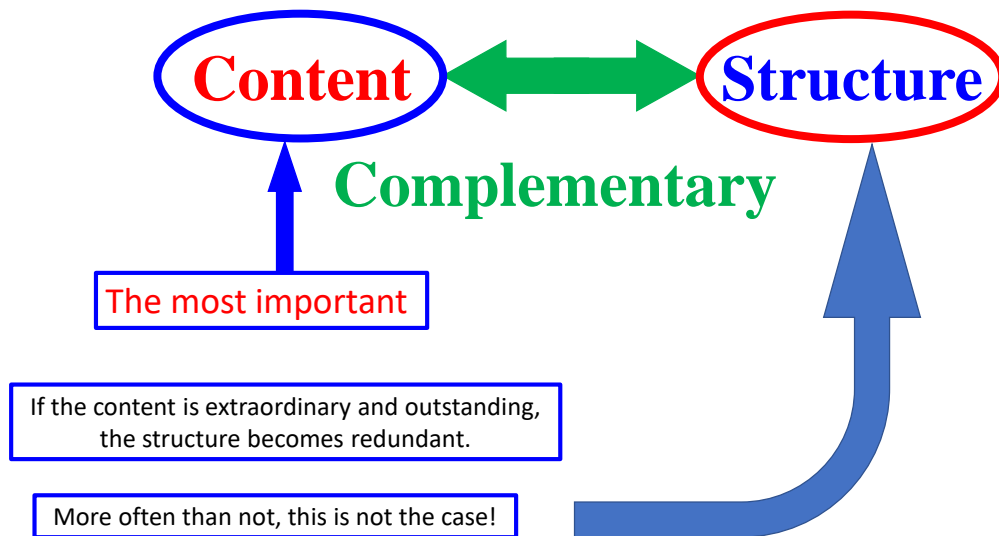 Content
Structure
Complementary
The most important
If the content is extraordinary and outstanding,
the structure becomes redundant.
More often than not, this is not the case!